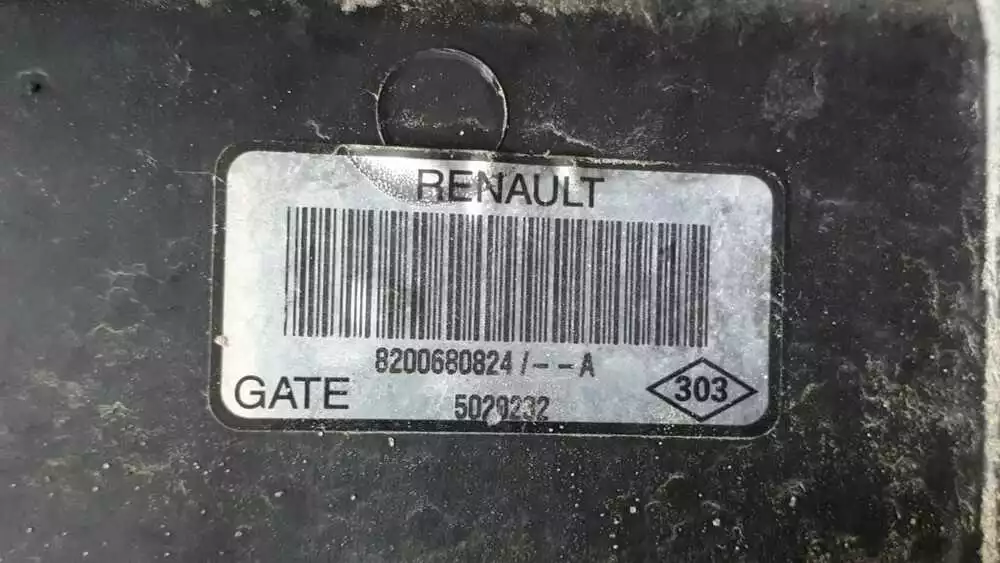 RENAULT
8200680824/--A
GATE
5020232
303